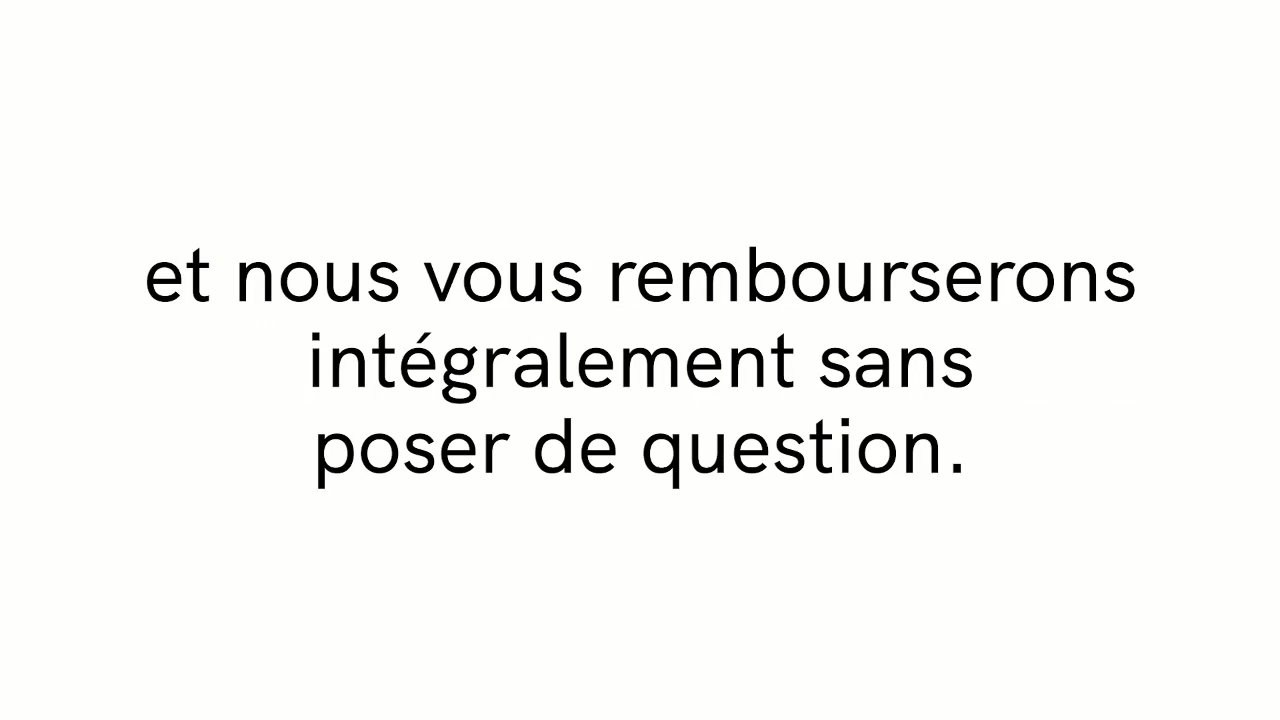 et nous vous rembourserons
intégralement sans
poser de question.